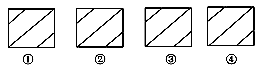 ① ② ③ ④